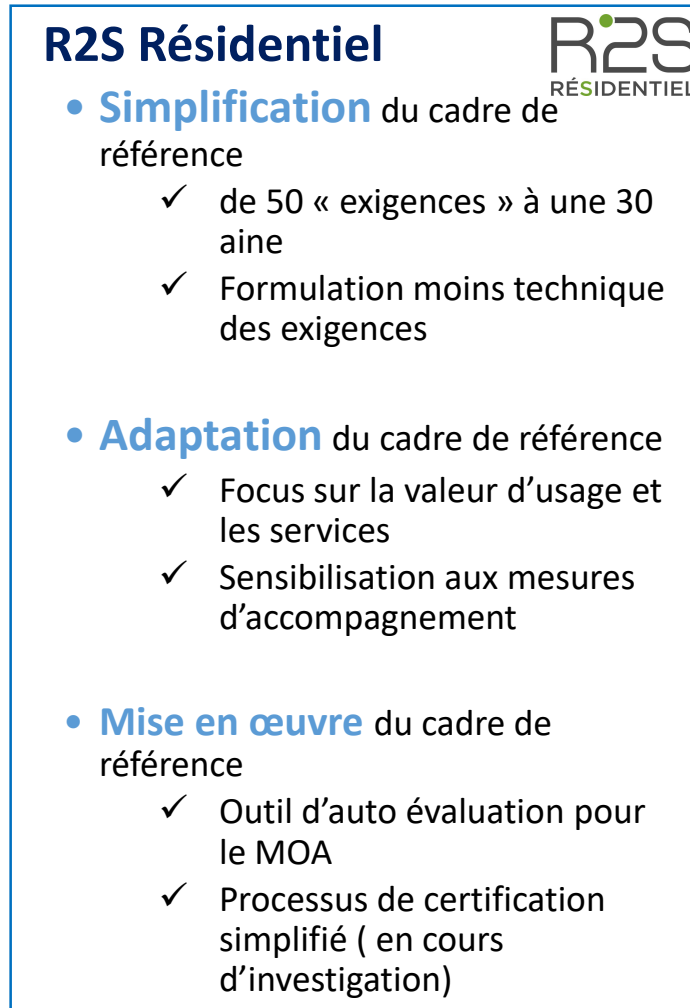 R2S Résidentiel
R2S
RÉSIDENTIEL
• Simplification du cadre de
référence
✓ de 50 « exigences » à une 30
aine
✓ Formulation moins technique
des exigences
• Adaptation du cadre de référence
✓ Focus sur la valeur d’usage et
les services
✓ Sensibilisation aux mesures
d’accompagnement
• Mise en œuvre du cadre de
référence
✓ Outil d’auto évaluation pour
le MOA
✓ Processus de certification
simplifié ( en cours
d’investigation)